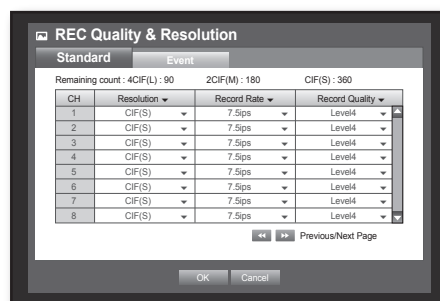 REC Quality & Resolution
Standard Event
Remaining count : 4CIF(L) : 90 2CIF(M) : 180 CIF(S) : 360
CH Resolution Record Rate Record Quality
1 CIF(S) 7.5ips Level4
2 CIF(S) 7.5ips Level4
3 CIF(S) 7.5ips Level4
4 CIF(S) 7.5ips Level4
5 CIF(S) 7.5ips Level4
6 CIF(S) 7.5ips Level4
7 CIF(S) 7.5ips Level4
8 CIF(S) 7.5ips Level4
Previous/Next Page
OK Cancel